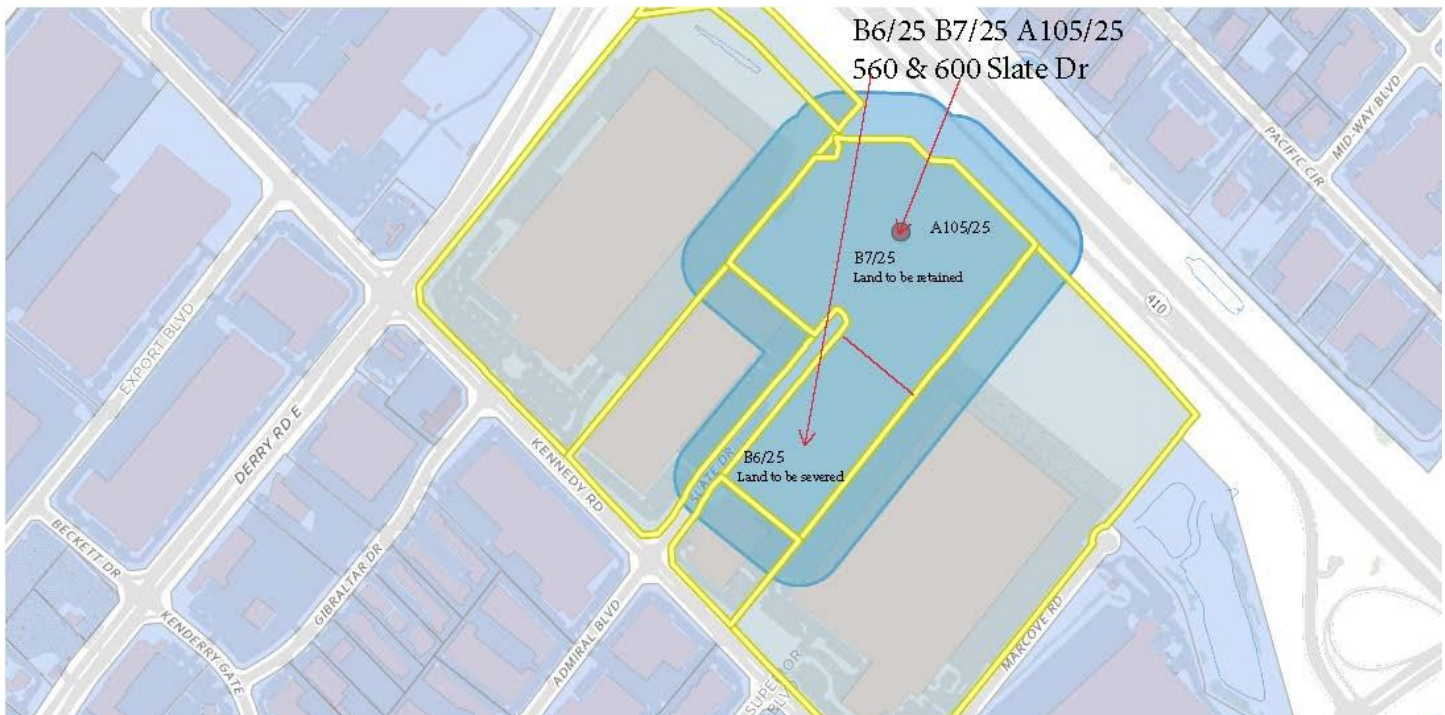 B6/25 B7/25 A105/25
560 & 600 Slate Dr
PACIFIC CIR
MID-WAY BLVD
A105/25
B7/25
Land to be retained
410
EXPORT BLVD
DERRY RD E
KENNEDY RD
SLATE DR
B6/25
Land to be severed
BECKETT DR
GIBRALTAR DR
KENDERRY GATE
ADMIRAL BLVD
SUPERIOR
BLVD
MARCOVE RD